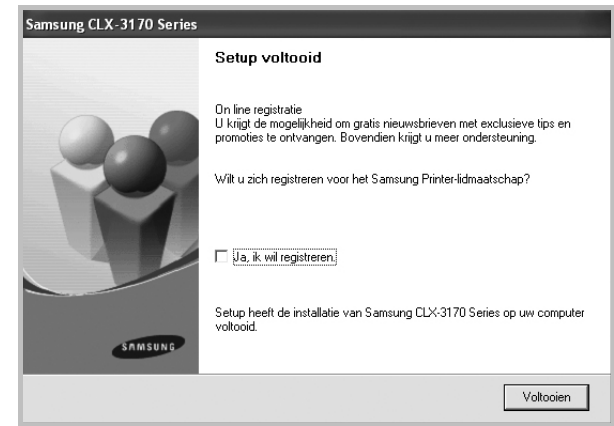 Samsung CLX-3170 Series
Setup voltooid
On line registratie
U krijgt de mogelijkheid om gratis nieuwsbrieven met exclusieve tips en
promoties te ontvangen. Bovendien krijgt u meer ondersteuning.
Wilt u zich registreren voor het Samsung Printer-lidmaatschap?
Ja, ik wil registreren.
Setup heeft de installatie van Samsung CLX-3170 Series op uw computer
voltooid.
SAMSUNG
Voltooien